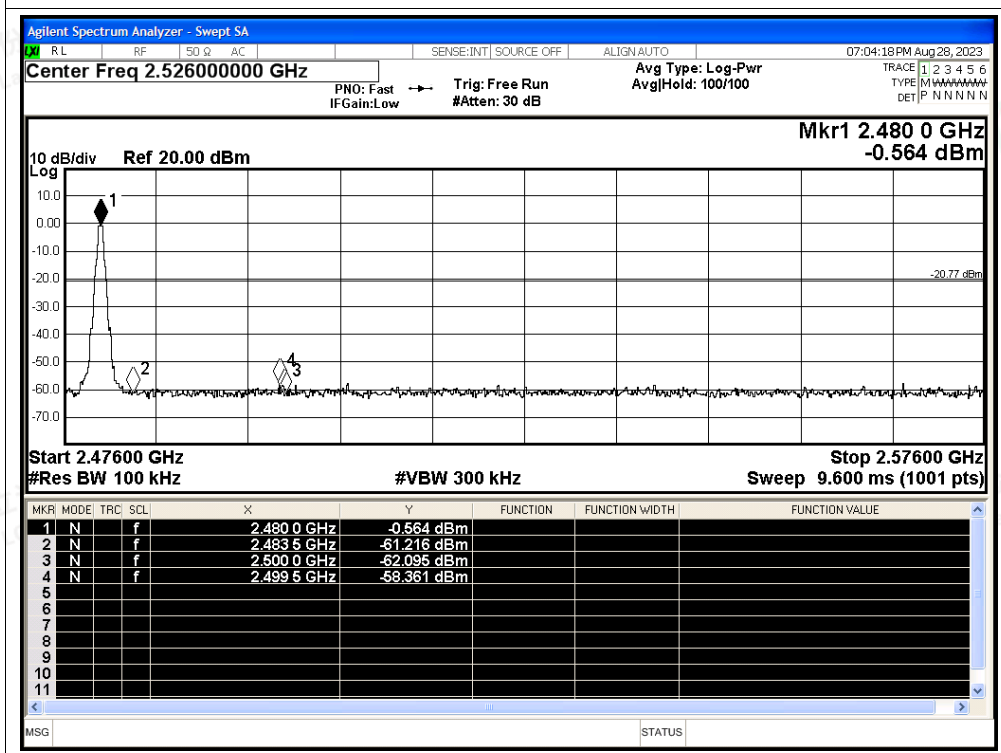 Agilent Spectrum Analyzer - Swept SA
LXI RL RF 50 Ω AC SENSE:INT SOURCE OFF ALIGN AUTO 07:04:18 PM Aug 28, 2023
Center Freq 2.526000000 GHz
PNO: Fast
IFGain:Low
Trig: Free Run
#Atten: 30 dB
Avg Type: Log-Pwr
Avg|Hold: 100/100
TRACE 1 2 3 4 5 6
TYPE M WWWWW
DET P N N N N N
Mkr1 2.480 0 GHz
-0.564 dBm
10 dB/div Ref 20.00 dBm
Log
10.0
0.00
-10.0
-20.0
-30.0
-40.0
-50.0
-60.0
-70.0
1
2
4
3
-20.77 dBm
Start 2.47600 GHz Stop 2.57600 GHz
#Res BW 100 kHz #VBW 300 kHz Sweep 9.600 ms (1001 pts)
MKR MODE TRC SCL X Y FUNCTION FUNCTION WIDTH FUNCTION VALUE
1 N f 2.480 0 GHz -0.564 dBm
2 N f 2.483 5 GHz -61.216 dBm
3 N f 2.500 0 GHz -62.095 dBm
4 N f 2.499 5 GHz -58.361 dBm
5
6
7
8
9
10
11
MSG STATUS